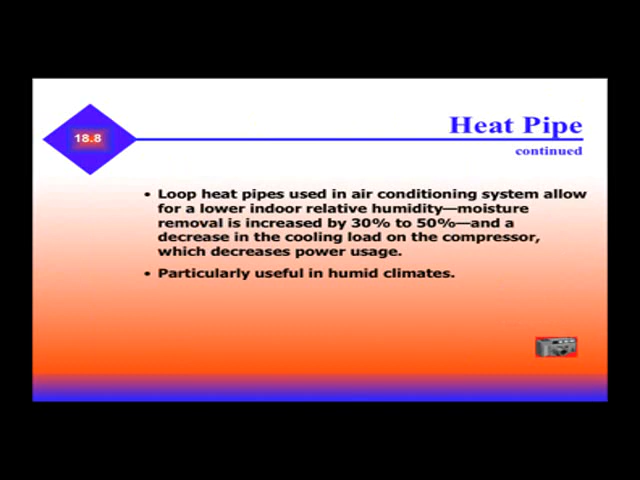 18.8
Heat Pipe
continued
• Loop heat pipes used in air conditioning system allow
for a lower indoor relative humidity—moisture
removal is increased by 30% to 50%—and a
decrease in the cooling load on the compressor,
which decreases power usage.
• Particularly useful in humid climates.